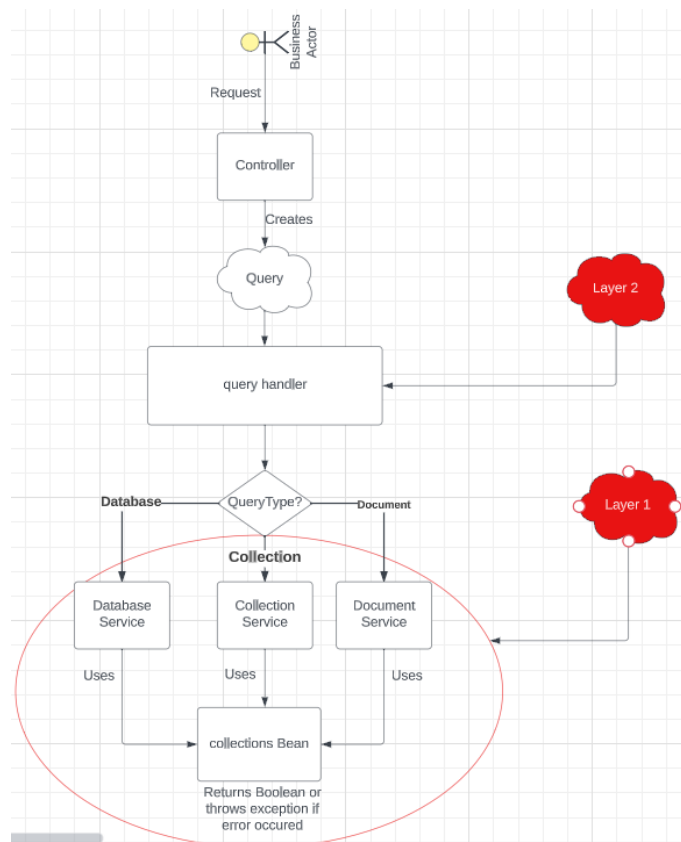 Business
Actor
Request
Controller
Creates
Query
Layer 2
query handler
QueryType?
Database
Document
Layer 1
Collection
Database
Service
Collection
Service
Document
Service
Uses
Uses
Uses
collections Bean
Returns Boolean or
throws exception if
error occured